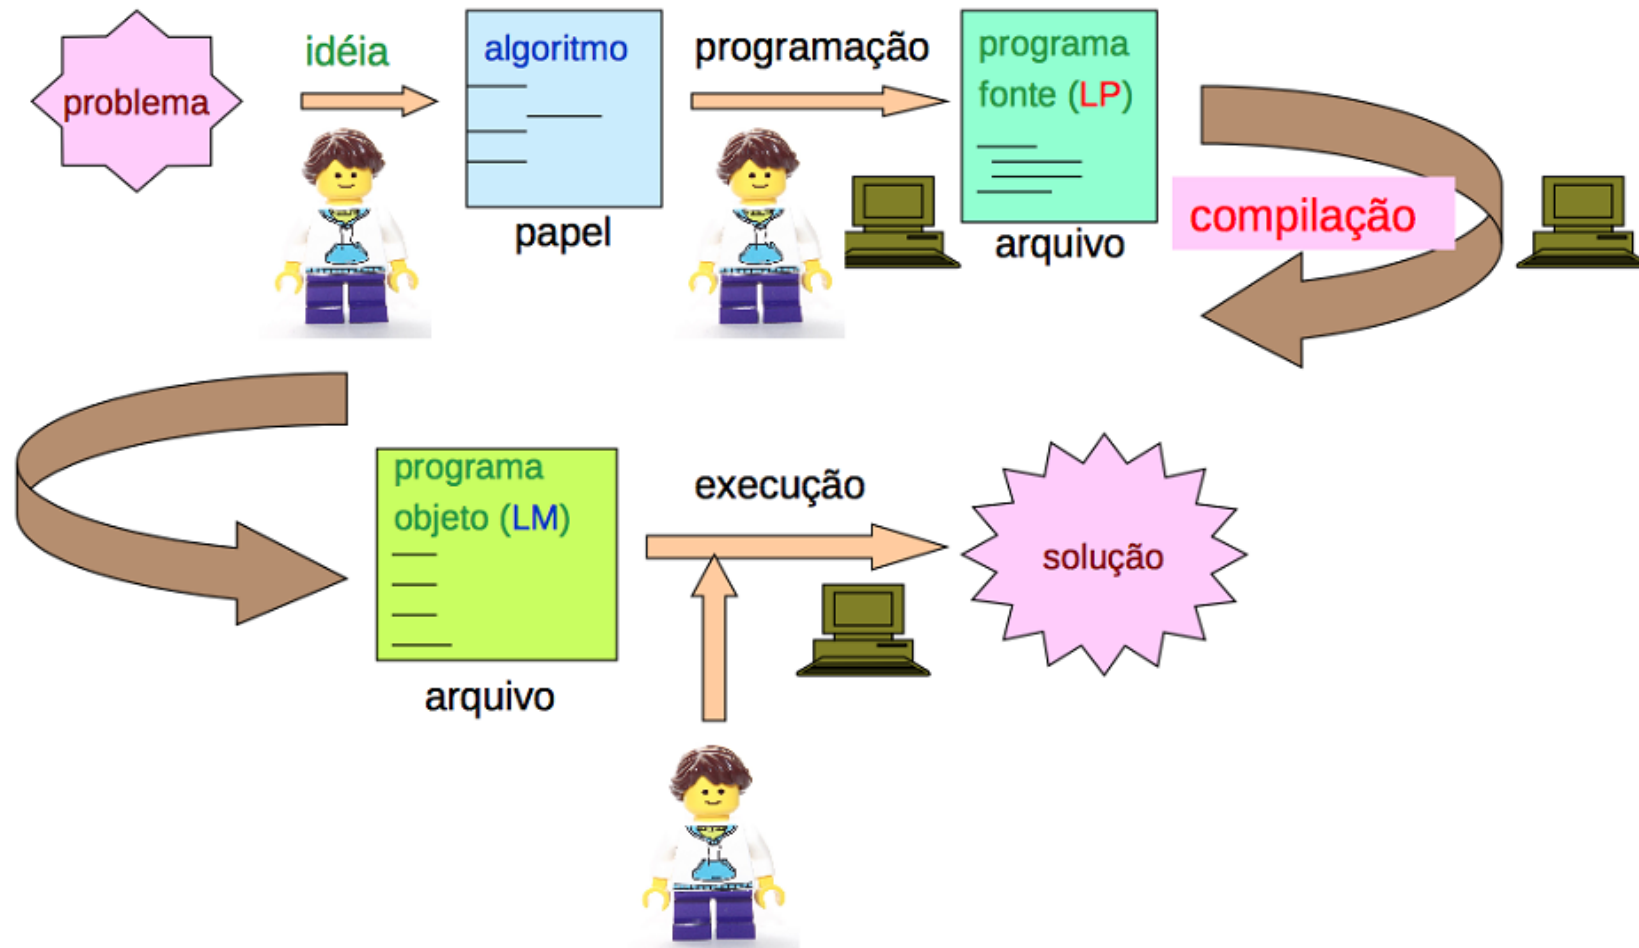 problema
idéia
algoritmo
papel
programação
programa
fonte (LP)
arquivo
compilação
programa
objeto (LM)
arquivo
execução
solução